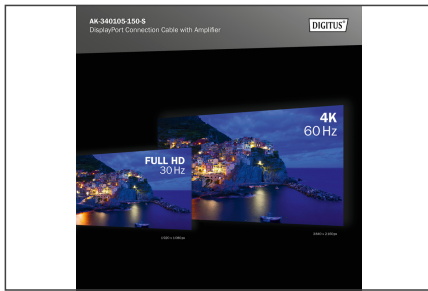 AK-340105-150-S
DisplayPort Connection Cable with Amplifier
DIGITUS®
4K
60 Hz
FULL HD
30 Hz